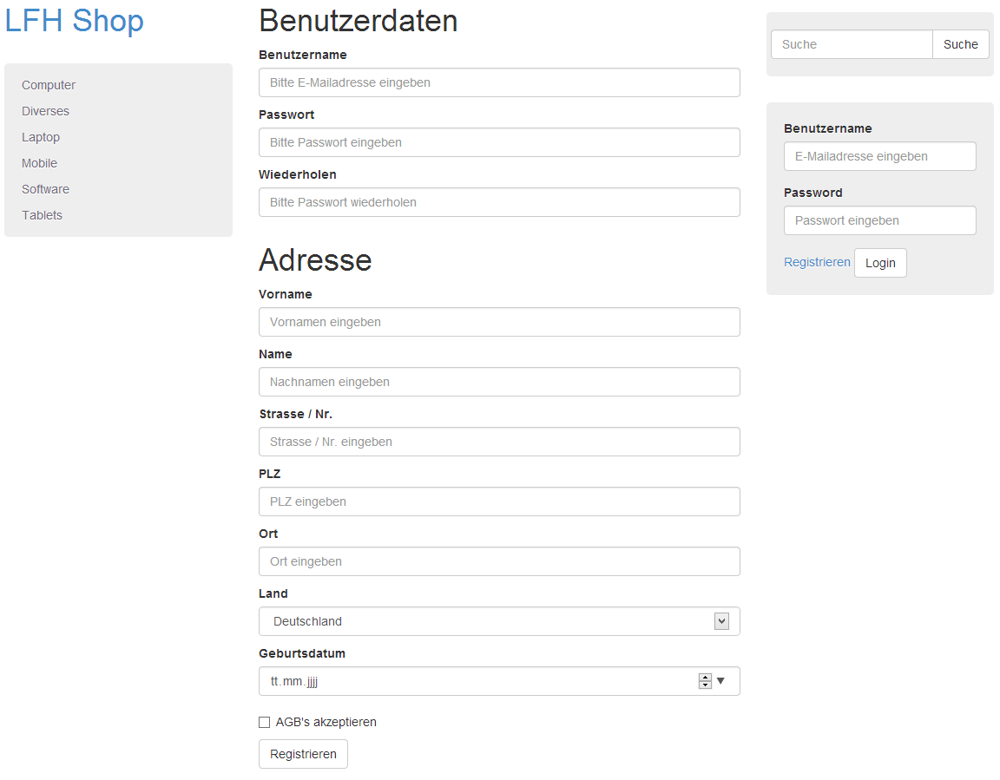 LFH Shop
Computer
Diverses
Laptop
Mobile
Software
Tablets
Benutzerdaten
Benutzername
Bitte E-Mailadresse eingeben
Passwort
Bitte Passwort eingeben
Wiederholen
Bitte Passwort wiederholen
Adresse
Vorname
Vornamen eingeben
Name
Nachnamen eingeben
Strasse / Nr.
Strasse / Nr. eingeben
PLZ
PLZ eingeben
Ort
Ort eingeben
Land
Deutschland
Geburtsdatum
tt.mm.jjjj
AGB's akzeptieren
Registrieren
Suche Suche
Benutzername
E-Mailadresse eingeben
Password
Passwort eingeben
Registrieren Login